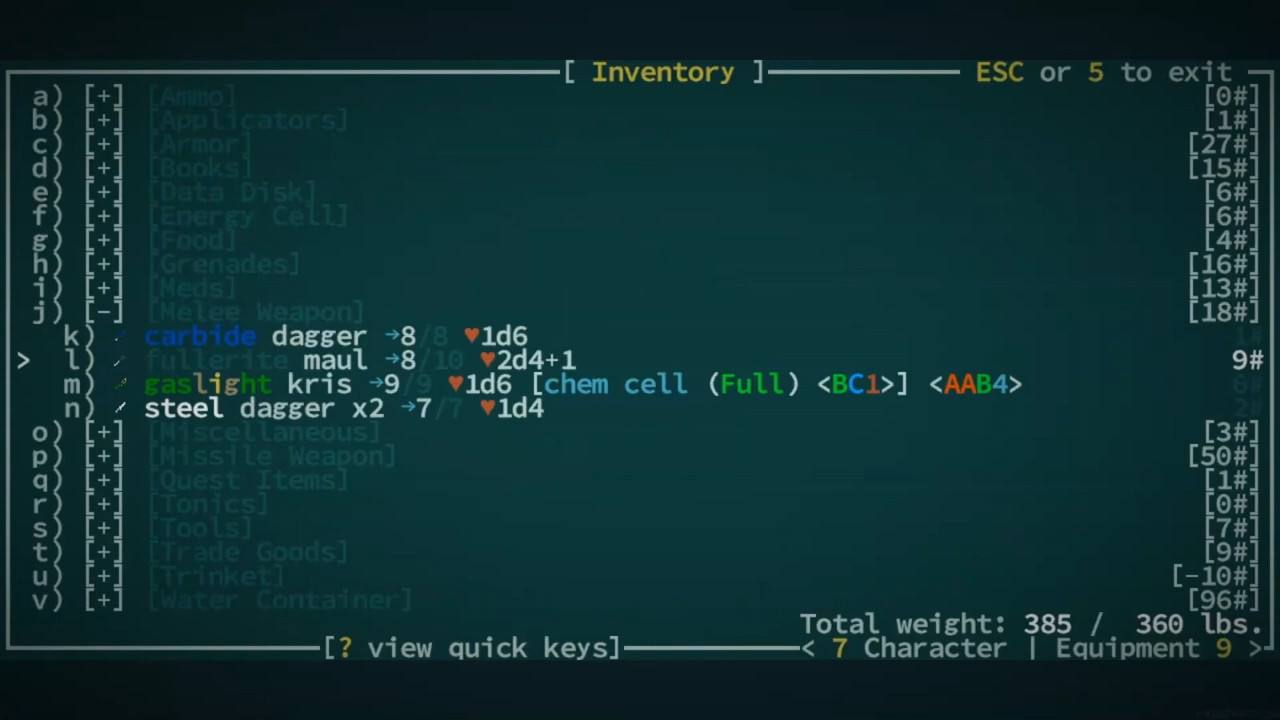 [ Inventory ] ESC or 5 to exit
a) [+] [Ammo] [0#]
b) [+] [Applicators] [1#]
c) [+] [Armor] [27#]
d) [+] [Books] [15#]
e) [+] [Data Disk] [6#]
f) [+] [Energy Cell] [6#]
g) [+] [Food] [4#]
h) [+] [Grenades] [16#]
i) [+] [Meds] [13#]
j) [-] [Melee Weapon] [18#]
k) carbide dagger →8/8 ♥1d6 1#
> l) fullerite maul →8/10 ♥2d4+1 9#
m) gaslight kris →9/9 ♥1d6 [chem cell (Full) <BC1>] <AAB4>
n) steel dagger x2 →7/7 ♥1d4 2#
o) [+] [Miscellaneous] [3#]
p) [+] [Missile Weapon] [50#]
q) [+] [Quest Items] [1#]
r) [+] [Tonics] [0#]
s) [+] [Tools] [7#]
t) [+] [Trade Goods] [9#]
u) [+] [Trinket] [-10#]
v) [+] [Water Container] [96#]
Total weight: 385 / 360 lbs.
[? view quick keys] < 7 Character | Equipment 9 >